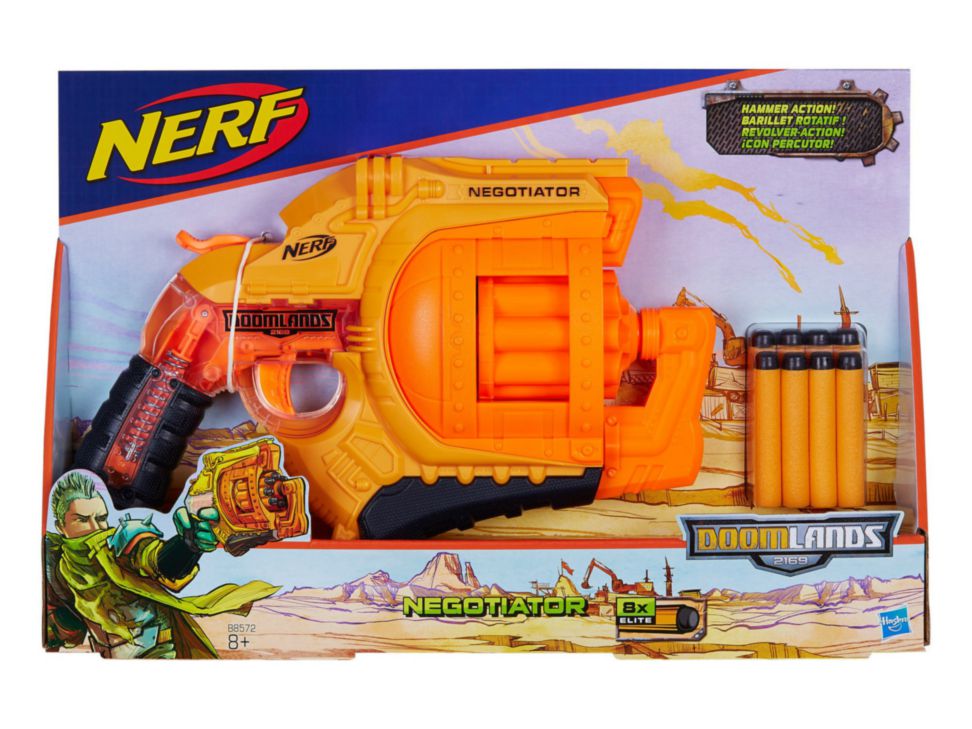 NERF
HAMMER ACTION!
BARILLET ROTATIF !
REVOLVER-ACTION!
¡CON PERCUTOR!
NEGOTIATOR
NERF
DOOMLANDS
2169
DOOMLANDS
2169
NEGOTIATOR
8x
ELITE
B8572
8+
Hasbro